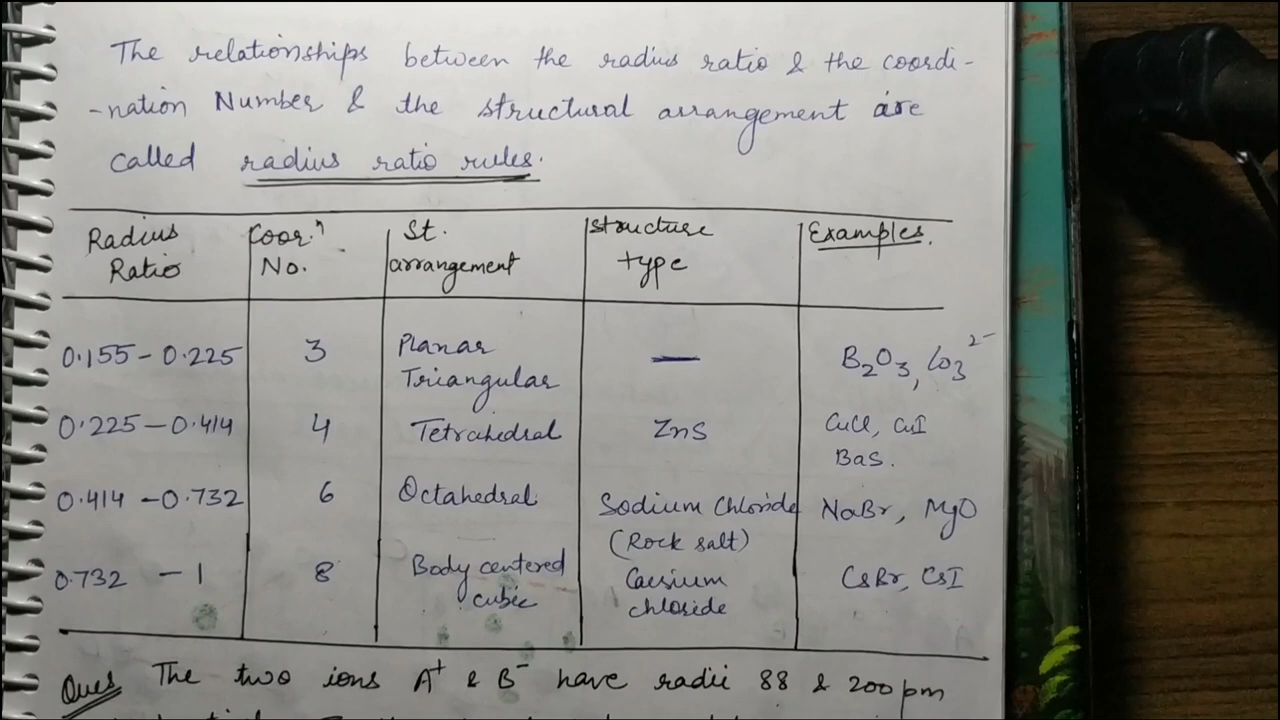 The relationships between the radius ratio & the coordi-
-nation Number & the structural arrangement are
called radius ratio rules.
Radius Ratio | Coor.n No. | St. arrangement | Structure type | Examples.
0.155 - 0.225 | 3 | Planar Triangular | — | B2O3, CO3 2-
0.225 - 0.414 | 4 | Tetrahedral | ZnS | CuCl, CuI BaS.
0.414 - 0.732 | 6 | Octahedral | Sodium Chloride (Rock salt) | NaBr, MgO
0.732 - 1 | 8 | Body centered cubic | Caesium chloride | CsBr, CsI
Ques The two ions A+ & B- have radii 88 & 200 pm